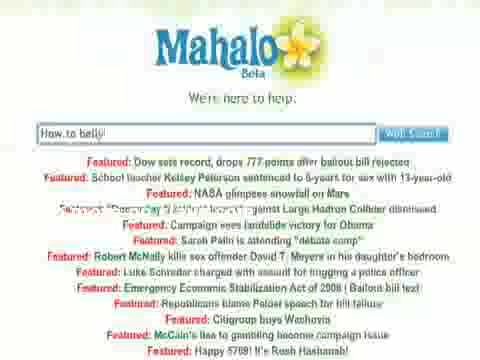 Mahalo
Beta
We're here to help.
How to belly
Web Search
Featured: Dow sets record, drops 777 points after bailout bill rejected
Featured: School teacher Kelsey Peterson sentenced to 6-years for sex with 13-year-old
Featured: NASA glimpses snowfall on Mars
against Large Hadron Collider dismissed
Featured: Campaign sees landslide victory for Obama
Featured: Sarah Palin is attending "debate camp"
Featured: Robert McNally kills sex offender David T. Meyers in his daughter's bedroom
Featured: Luke Schreder charged with assault for hugging a police officer
Featured: Emergency Economic Stabilization Act of 2008 | Bailout bill text
Featured: Republicans blame Pelosi speech for bill failure
Featured: Citigroup buys Wachovia
Featured: McCain's ties to gambling become campaign issue
Featured: Happy 5769! It's Rosh Hashanah!